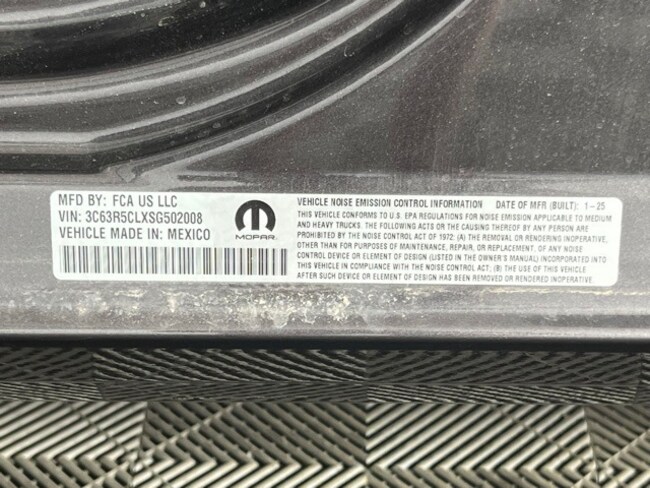 MFD BY: FCA US LLC
VIN: 3C63R5CLXSG502008
VEHICLE MADE IN: MEXICO
MOPAR
VEHICLE NOISE EMISSION CONTROL INFORMATION DATE OF MFR (BUILT): 1-25
THIS VEHICLE CONFORMS TO U.S. EPA REGULATIONS FOR NOISE EMISSION APPLICABLE TO MEDIUM
AND HEAVY TRUCKS. THE FOLLOWING ACTS OR THE CAUSING THEREOF BY ANY PERSON ARE
PROHIBITED BY THE NOISE CONTROL ACT OF 1972: (A) THE REMOVAL OR RENDERING INOPERATIVE,
OTHER THAN FOR PURPOSES OF MAINTENANCE, REPAIR, OR REPLACEMENT, OF ANY NOISE
CONTROL DEVICE OR ELEMENT OF DESIGN (LISTED IN THE OWNER'S MANUAL) INCORPORATED INTO
THIS VEHICLE IN COMPLIANCE WITH THE NOISE CONTROL ACT; (B) THE USE OF THIS VEHICLE
AFTER SUCH DEVICE OR ELEMENT OF DESIGN HAS BEEN REMOVED OR RENDERED INOPERATIVE.